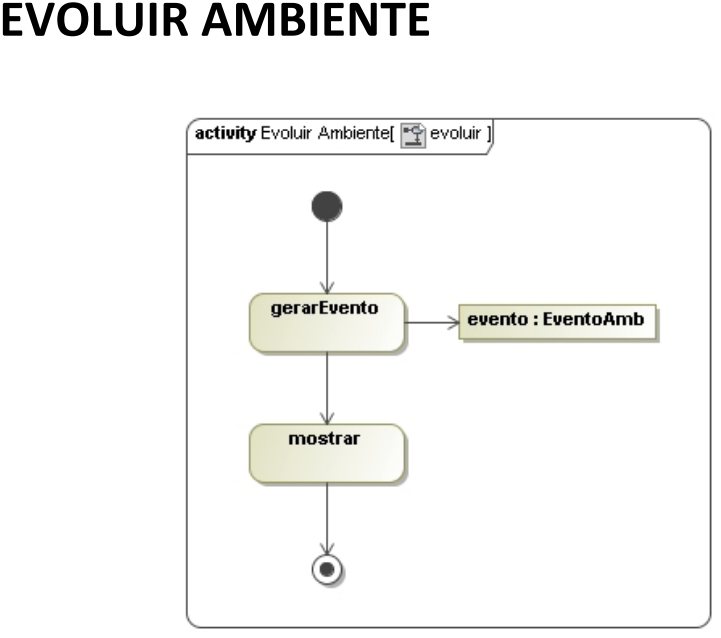 EVOLUIR AMBIENTE
activity Evoluir Ambiente[ evoluir ]
gerarEvento
evento : EventoAmb
mostrar